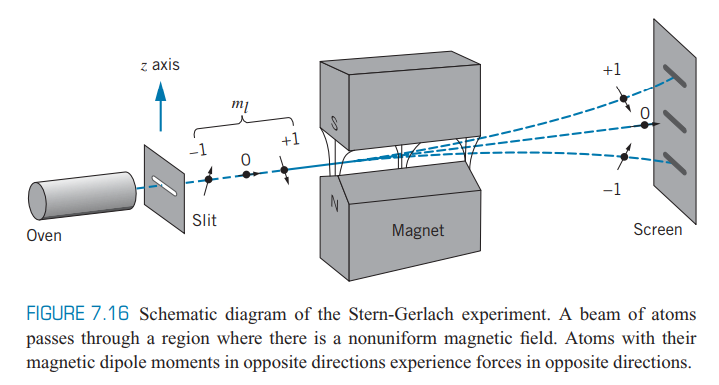 z axis
m_l
+1
-1
0
+1
S
0
N
-1
Slit
Oven
Magnet
Screen
FIGURE 7.16 Schematic diagram of the Stern-Gerlach experiment. A beam of atoms
passes through a region where there is a nonuniform magnetic field. Atoms with their
magnetic dipole moments in opposite directions experience forces in opposite directions.